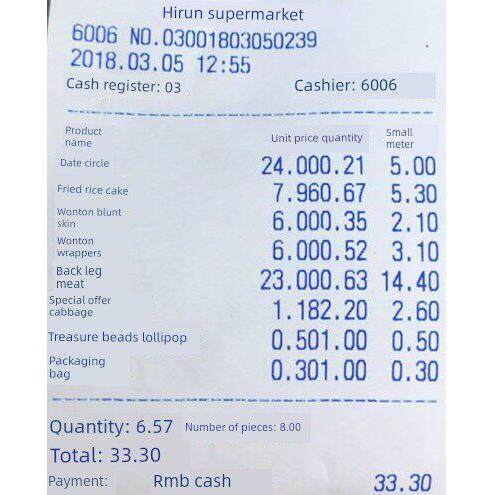 Hirun supermarket
6006 NO.03001803050239
2018.03.05 12:55
Cash register: 03 Cashier: 6006
Product name Unit price quantity Small meter
Date circle 24.000.21 5.00
Fried rice cake 7.960.67 5.30
Wonton blunt skin 6.000.35 2.10
Wonton wrappers 6.000.52 3.10
Back leg meat 23.000.63 14.40
Special offer cabbage 1.182.20 2.60
Treasure beads lollipop 0.501.00 0.50
Packaging bag 0.301.00 0.30
Quantity: 6.57 Number of pieces: 8.00
Total: 33.30
Payment: Rmb cash 33.30